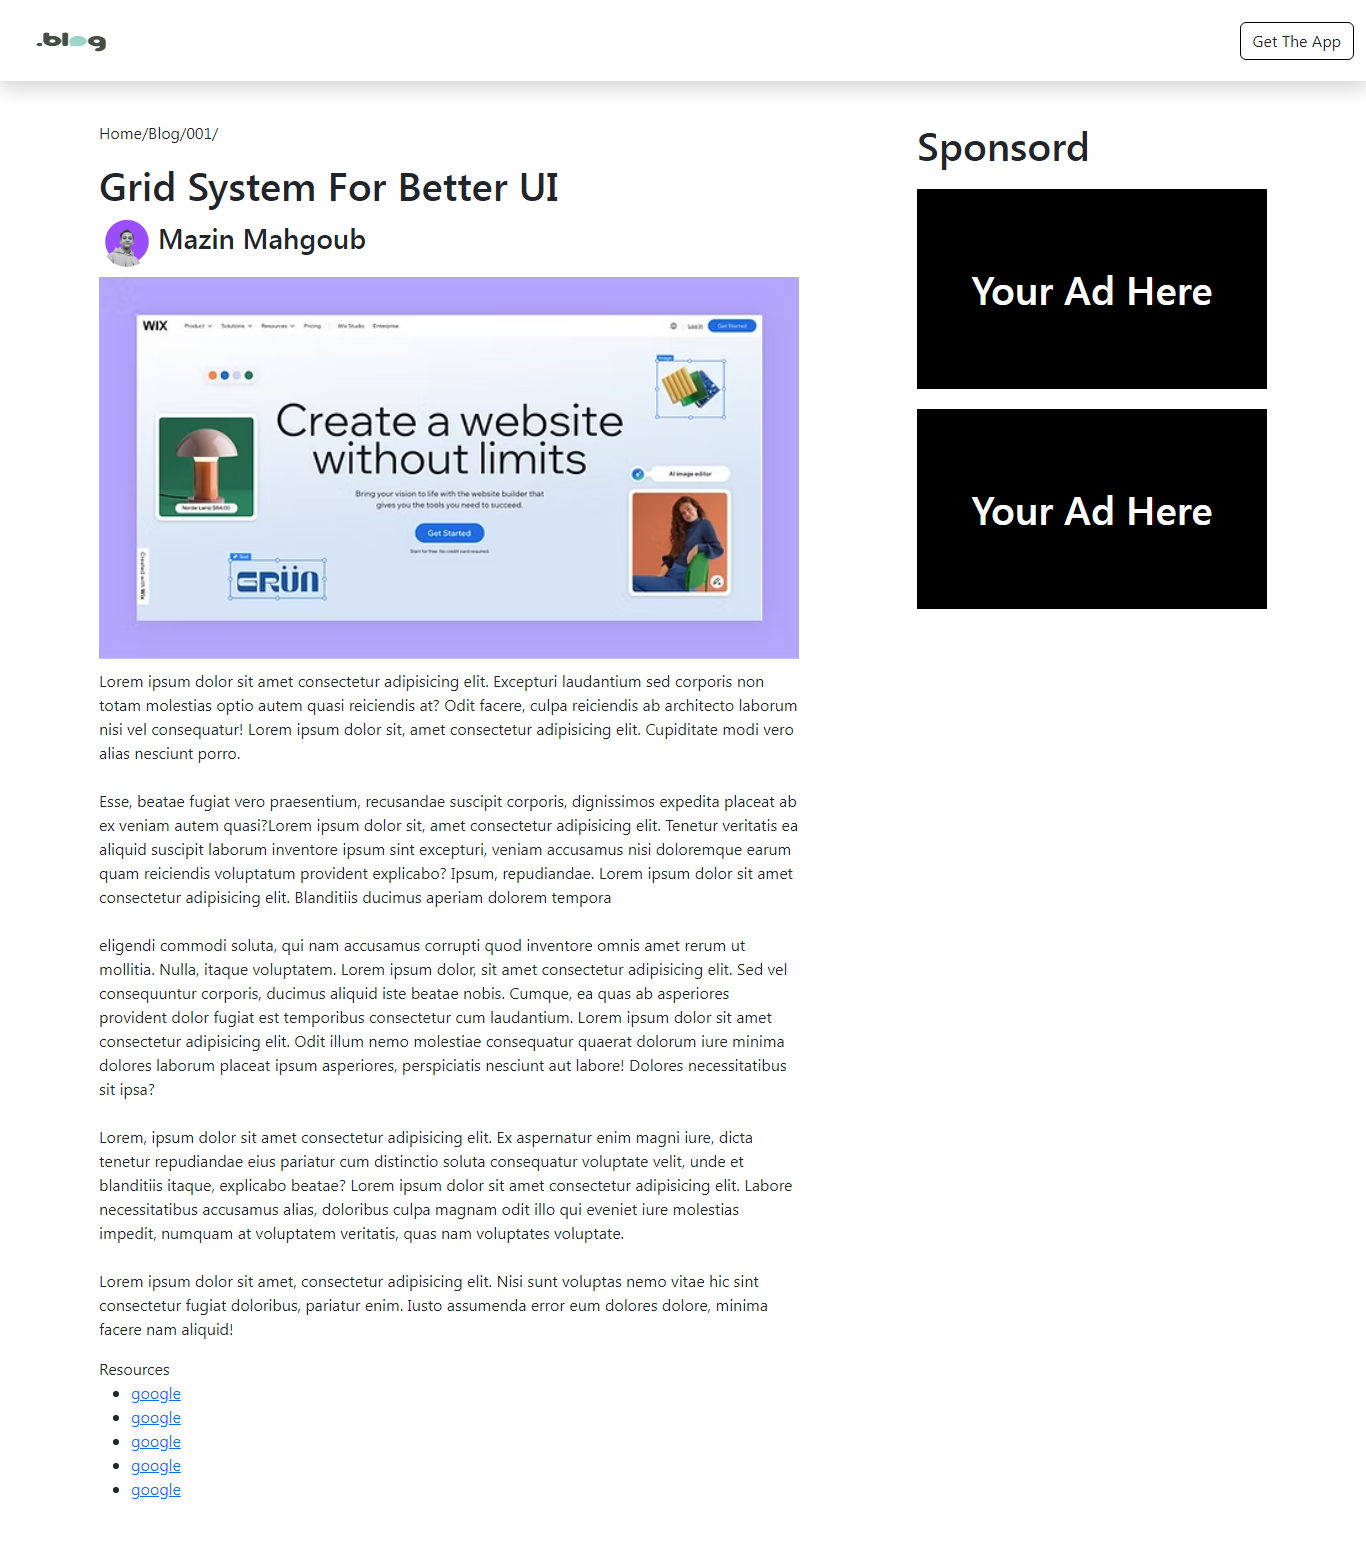 .blog
Get The App
Home/Blog/001/
Grid System For Better UI
Mazin Mahgoub
WIX
Product
Solutions
Resources
Pricing
Wix Studio
Enterprise
Log In
Get Started
Image
Create a website
without limits
Bring your vision to life with the website builder that
gives you the tools you need to succeed.
Get Started
Start for free. No credit card required.
AI image editor
Nordic Lamp $84.00
Text
GRÜN
Created with Wix
Lorem ipsum dolor sit amet consectetur adipisicing elit. Excepturi laudantium sed corporis non
totam molestias optio autem quasi reiciendis at? Odit facere, culpa reiciendis ab architecto laborum
nisi vel consequatur! Lorem ipsum dolor sit, amet consectetur adipisicing elit. Cupiditate modi vero
alias nesciunt porro.
Esse, beatae fugiat vero praesentium, recusandae suscipit corporis, dignissimos expedita placeat ab
ex veniam autem quasi?Lorem ipsum dolor sit, amet consectetur adipisicing elit. Tenetur veritatis ea
aliquid suscipit laborum inventore ipsum sint excepturi, veniam accusamus nisi doloremque earum
quam reiciendis voluptatum provident explicabo? Ipsum, repudiandae. Lorem ipsum dolor sit amet
consectetur adipisicing elit. Blanditiis ducimus aperiam dolorem tempora
eligendi commodi soluta, qui nam accusamus corrupti quod inventore omnis amet rerum ut
mollitia. Nulla, itaque voluptatem. Lorem ipsum dolor, sit amet consectetur adipisicing elit. Sed vel
consequuntur corporis, ducimus aliquid iste beatae nobis. Cumque, ea quas ab asperiores
provident dolor fugiat est temporibus consectetur cum laudantium. Lorem ipsum dolor sit amet
consectetur adipisicing elit. Odit illum nemo molestiae consequatur quaerat dolorum iure minima
dolores laborum placeat ipsum asperiores, perspiciatis nesciunt aut labore! Dolores necessitatibus
sit ipsa?
Lorem, ipsum dolor sit amet consectetur adipisicing elit. Ex aspernatur enim magni iure, dicta
tenetur repudiandae eius pariatur cum distinctio soluta consequatur voluptate velit, unde et
blanditiis itaque, explicabo beatae? Lorem ipsum dolor sit amet consectetur adipisicing elit. Labore
necessitatibus accusamus alias, doloribus culpa magnam odit illo qui eveniet iure molestias
impedit, numquam at voluptatem veritatis, quas nam voluptates voluptate.
Lorem ipsum dolor sit amet, consectetur adipisicing elit. Nisi sunt voluptas nemo vitae hic sint
consectetur fugiat doloribus, pariatur enim. Iusto assumenda error eum dolores dolore, minima
facere nam aliquid!
Resources
google
google
google
google
google
Sponsord
Your Ad Here
Your Ad Here